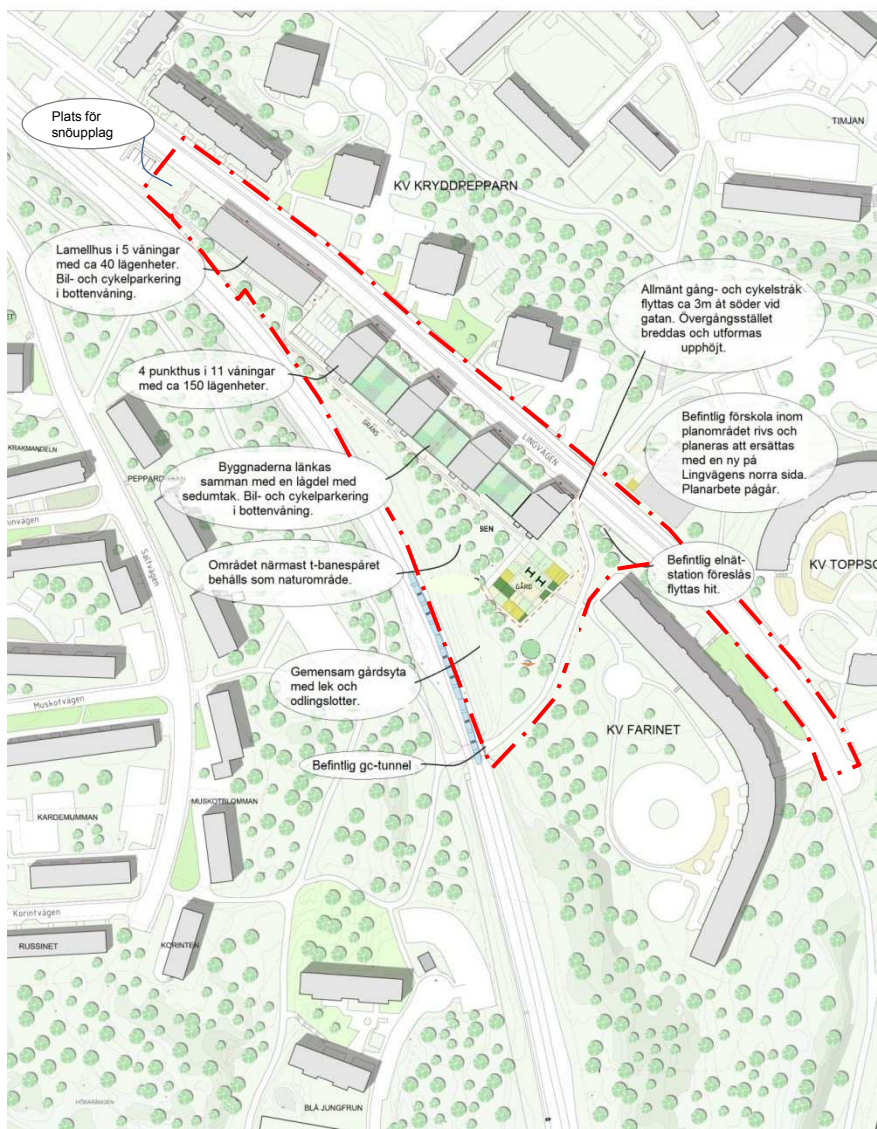 Plats för
snöupplag
TIMJAN
KV KRYDDPEPPARN
Lamellhus i 5 våningar
med ca 40 lägenheter.
Bil- och cykelparkering
i bottenvåning.
Allmänt gång- och cykelstråk
flyttas ca 3m åt söder vid
gatan. Övergångsstället
breddas och utformas
upphöjt.
4 punkthus i 11 våningar
med ca 150 lägenheter.
GRÄNS
LINGVÄGEN
Befintlig förskola inom
planområdet rivs och
planeras att ersättas
med en ny på
Lingvägens norra sida.
Planarbete pågår.
KRAKMANDELN
PEPPAR
Byggnaderna länkas
samman med en lågdel med
sedumtak. Bil- och cykelparkering
i bottenvåning.
Saltvägen
SEN
Området närmast t-banespåret
behålls som naturområde.
GÅRD
Befintlig elnät-
station föreslås
flyttas hit.
KV TOPPSO
Gemensam gårdsyta
med lek och
odlingslotter.
Muskotvägen
KV FARINET
Befintlig gc-tunnel
MUSKOTBLOMMAN
KARDEMUMMAN
Korintvägen
RUSSINET
KORINTEN
HÖKARÄNGEN
BLÅ JUNGFRUN